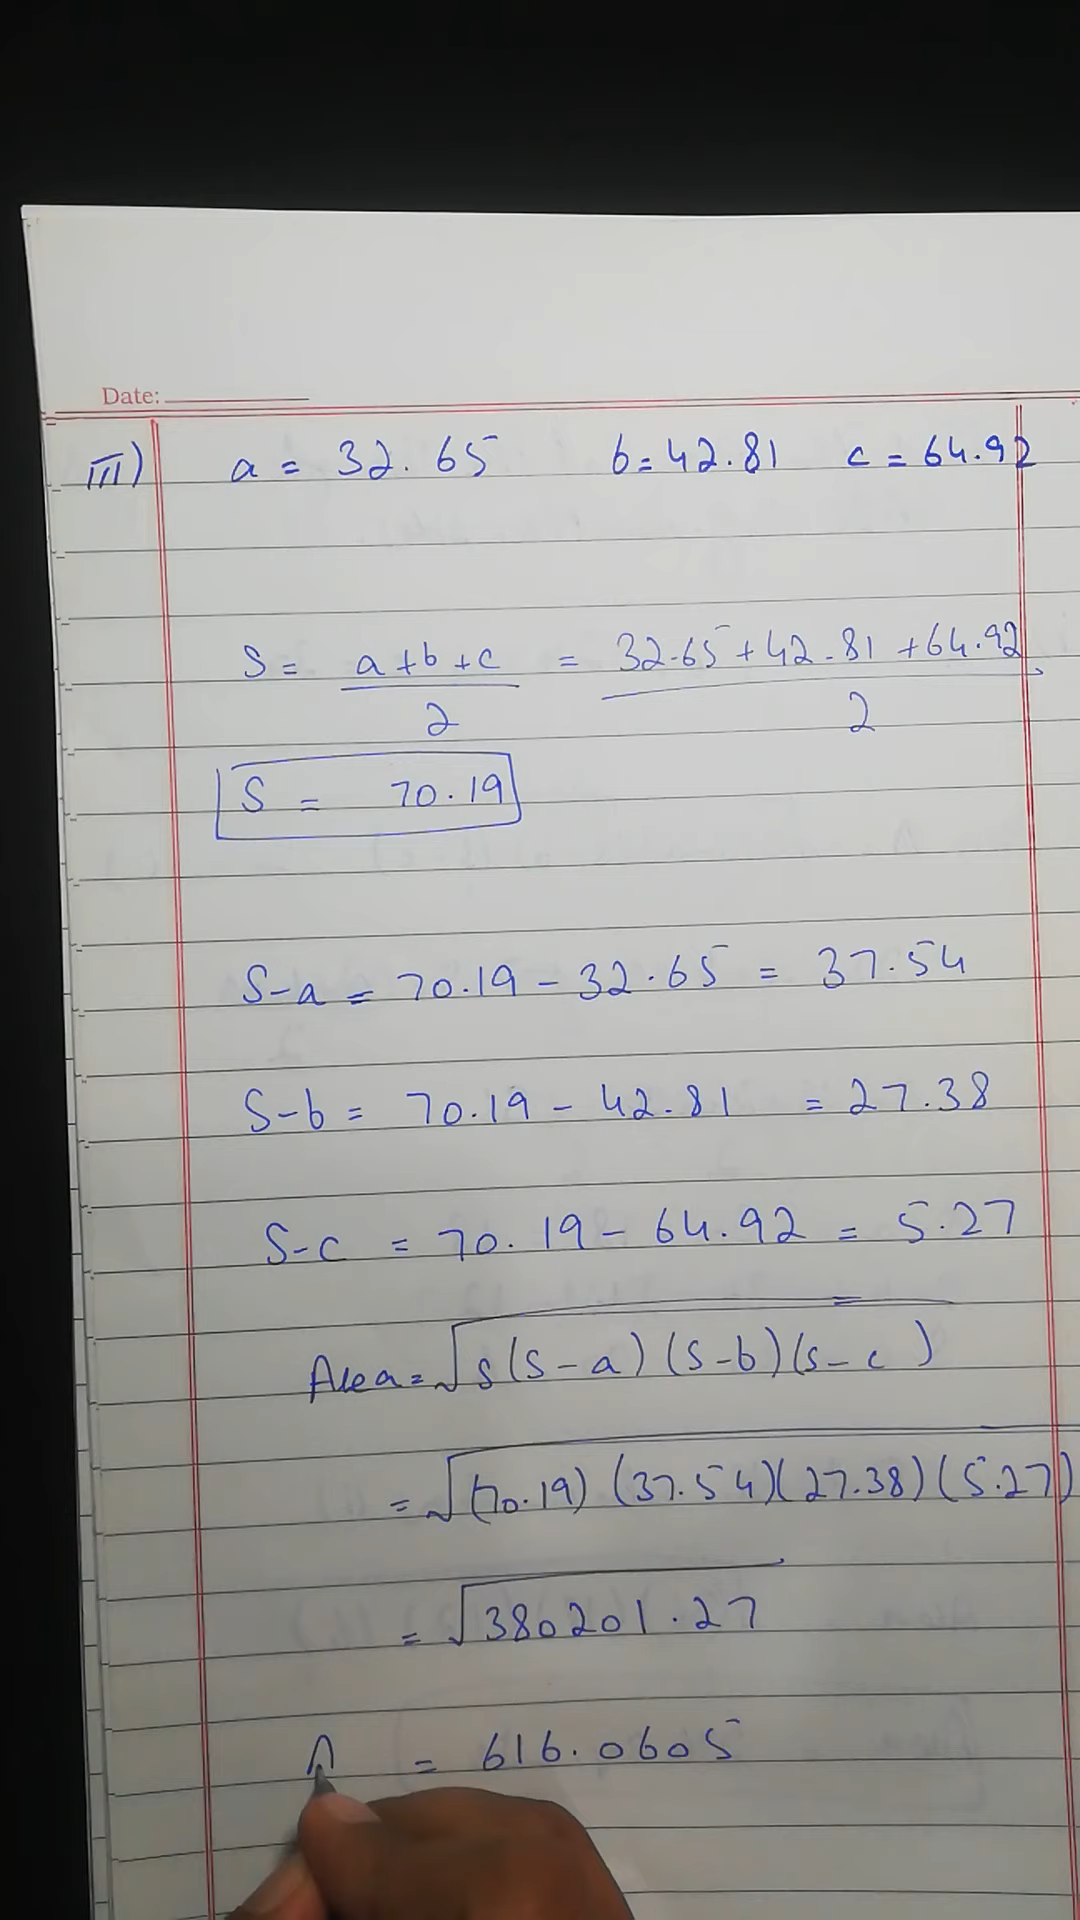 Date:
III) a = 32.65 b = 42.81 c = 64.92
S = a+b+c / 2 = 32.65+42.81+64.92 / 2
S = 70.19
S-a = 70.19 - 32.65 = 37.54
S-b = 70.19 - 42.81 = 27.38
S-c = 70.19 - 64.92 = 5.27
Area = √s(s-a)(s-b)(s-c)
= √(70.19)(37.54)(27.38)(5.27)
= √380201.27
A = 616.0605